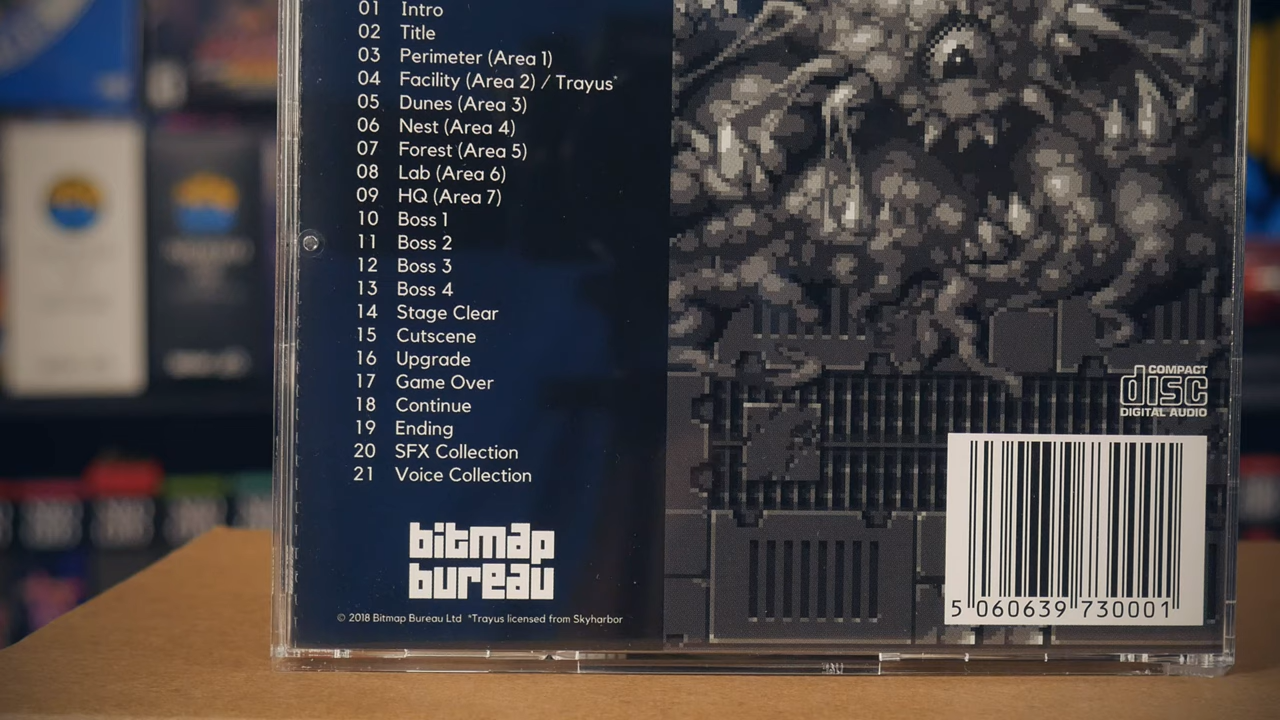 01 Intro
02 Title
03 Perimeter (Area 1)
04 Facility (Area 2) / Trayus*
05 Dunes (Area 3)
06 Nest (Area 4)
07 Forest (Area 5)
08 Lab (Area 6)
09 HQ (Area 7)
10 Boss 1
11 Boss 2
12 Boss 3
13 Boss 4
14 Stage Clear
15 Cutscene
16 Upgrade
17 Game Over
18 Continue
19 Ending
20 SFX Collection
21 Voice Collection
bitmap
bureau
© 2018 Bitmap Bureau Ltd *Trayus licensed from Skyharbor
COMPACT
disc
DIGITAL AUDIO
5 060639 730001